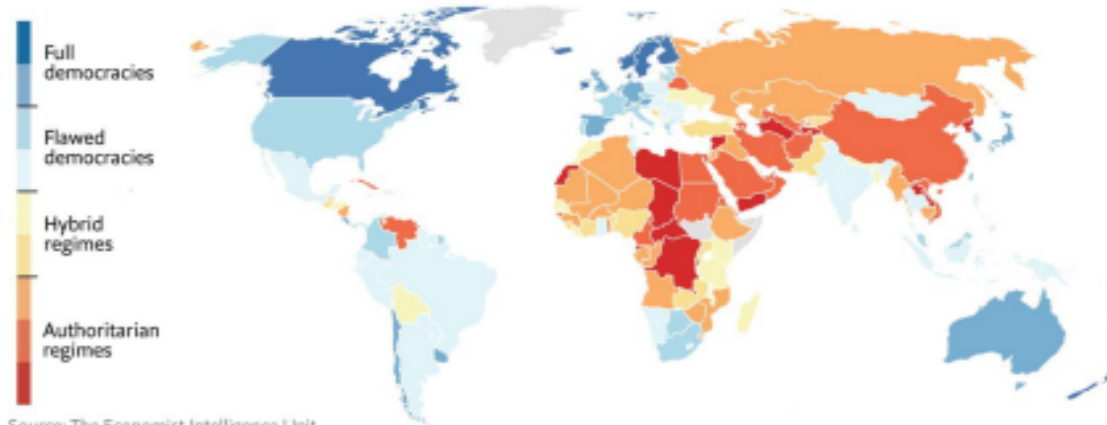 Full
democracies
Flawed
democracies
Hybrid
regimes
Authoritarian
regimes
Source: The Economist Intelligence Unit